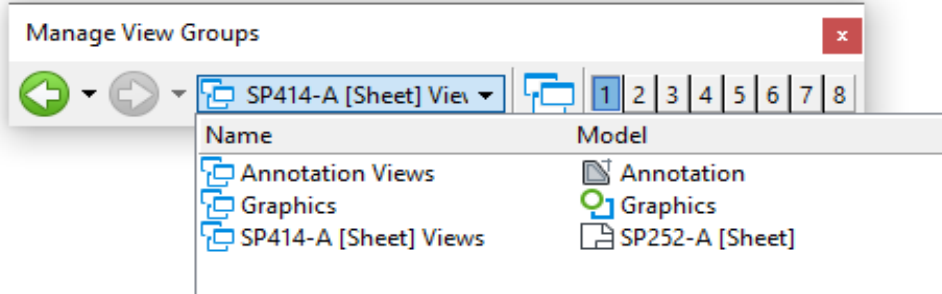 Manage View Groups
x
SP414-A [Sheet] Viev 1 2 3 4 5 6 7 8
Name Model
Annotation Views Annotation
Graphics Graphics
SP414-A [Sheet] Views SP252-A [Sheet]